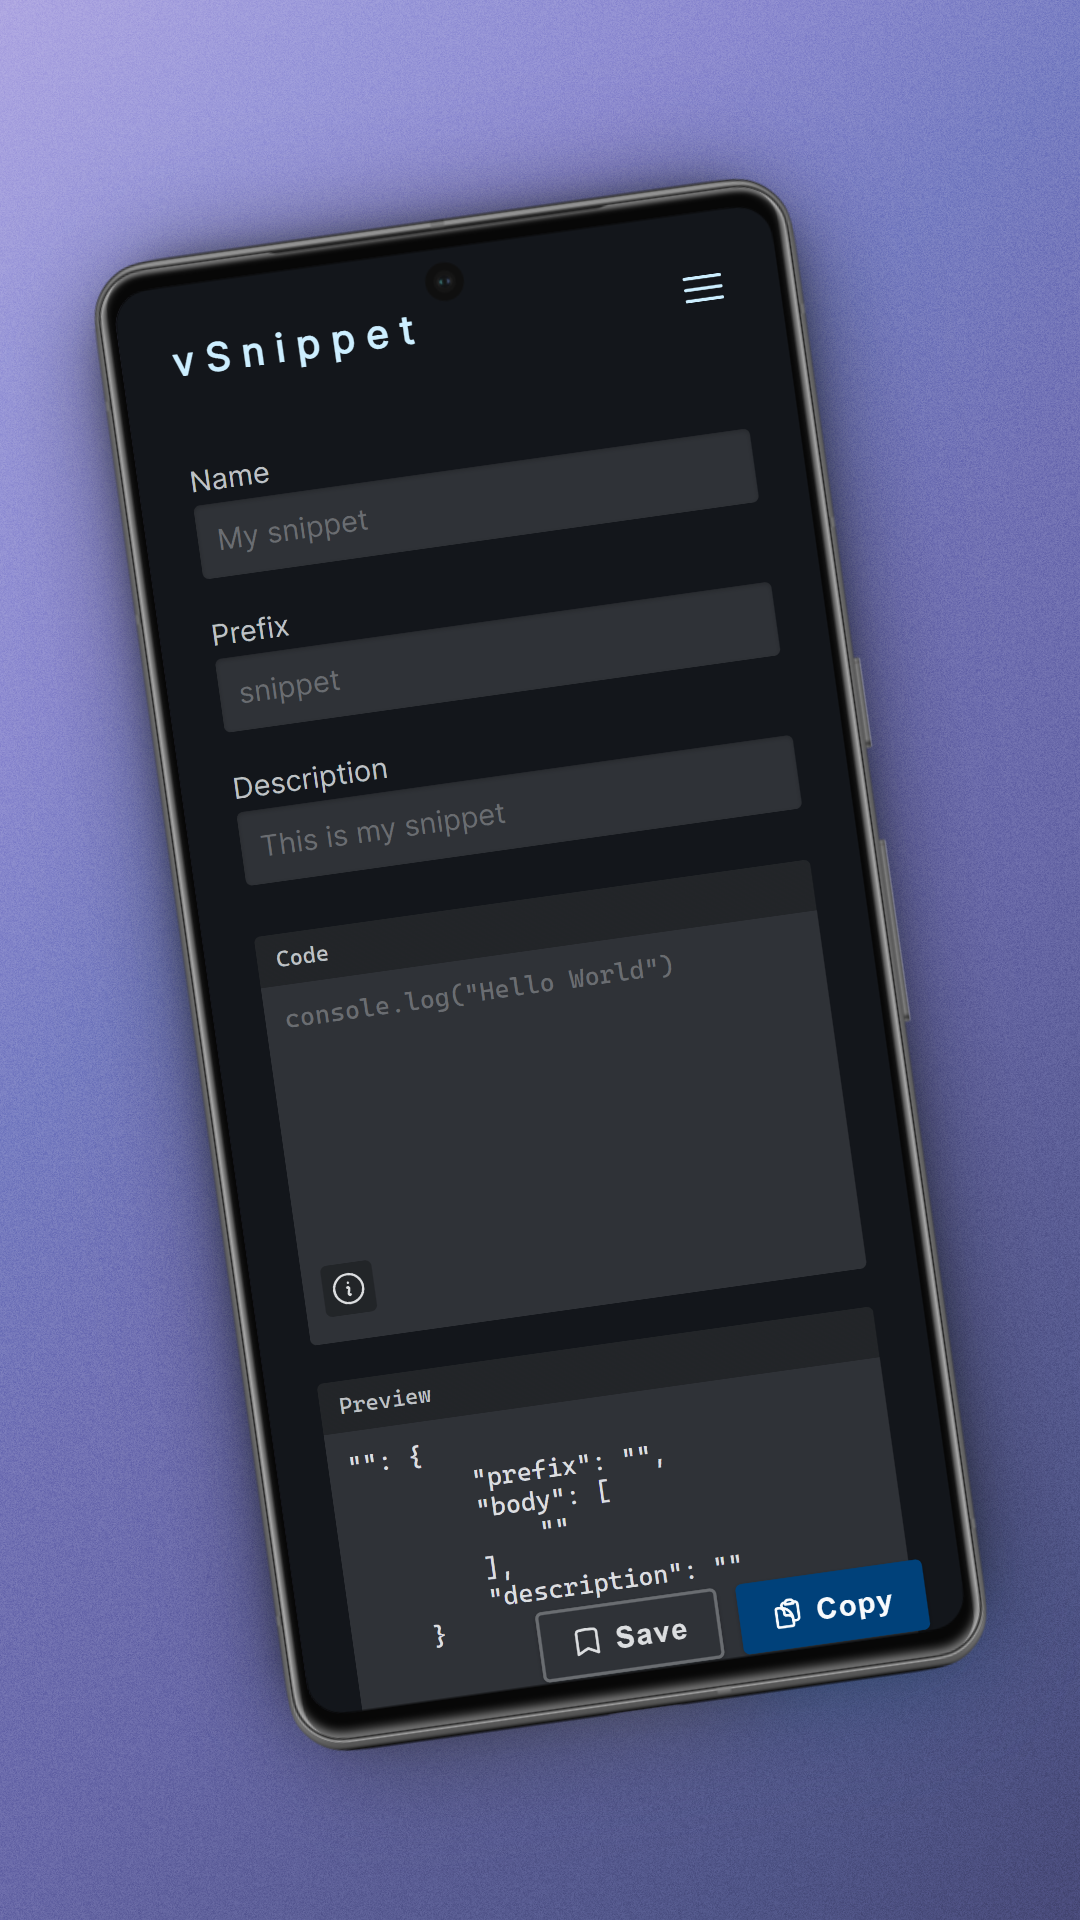 vSnippet
Name
My snippet
Prefix
snippet
Description
This is my snippet
Code
console.log("Hello World")
Preview
"": {
"prefix": "",
"body": [
""
],
"description": ""
}
Save
Copy